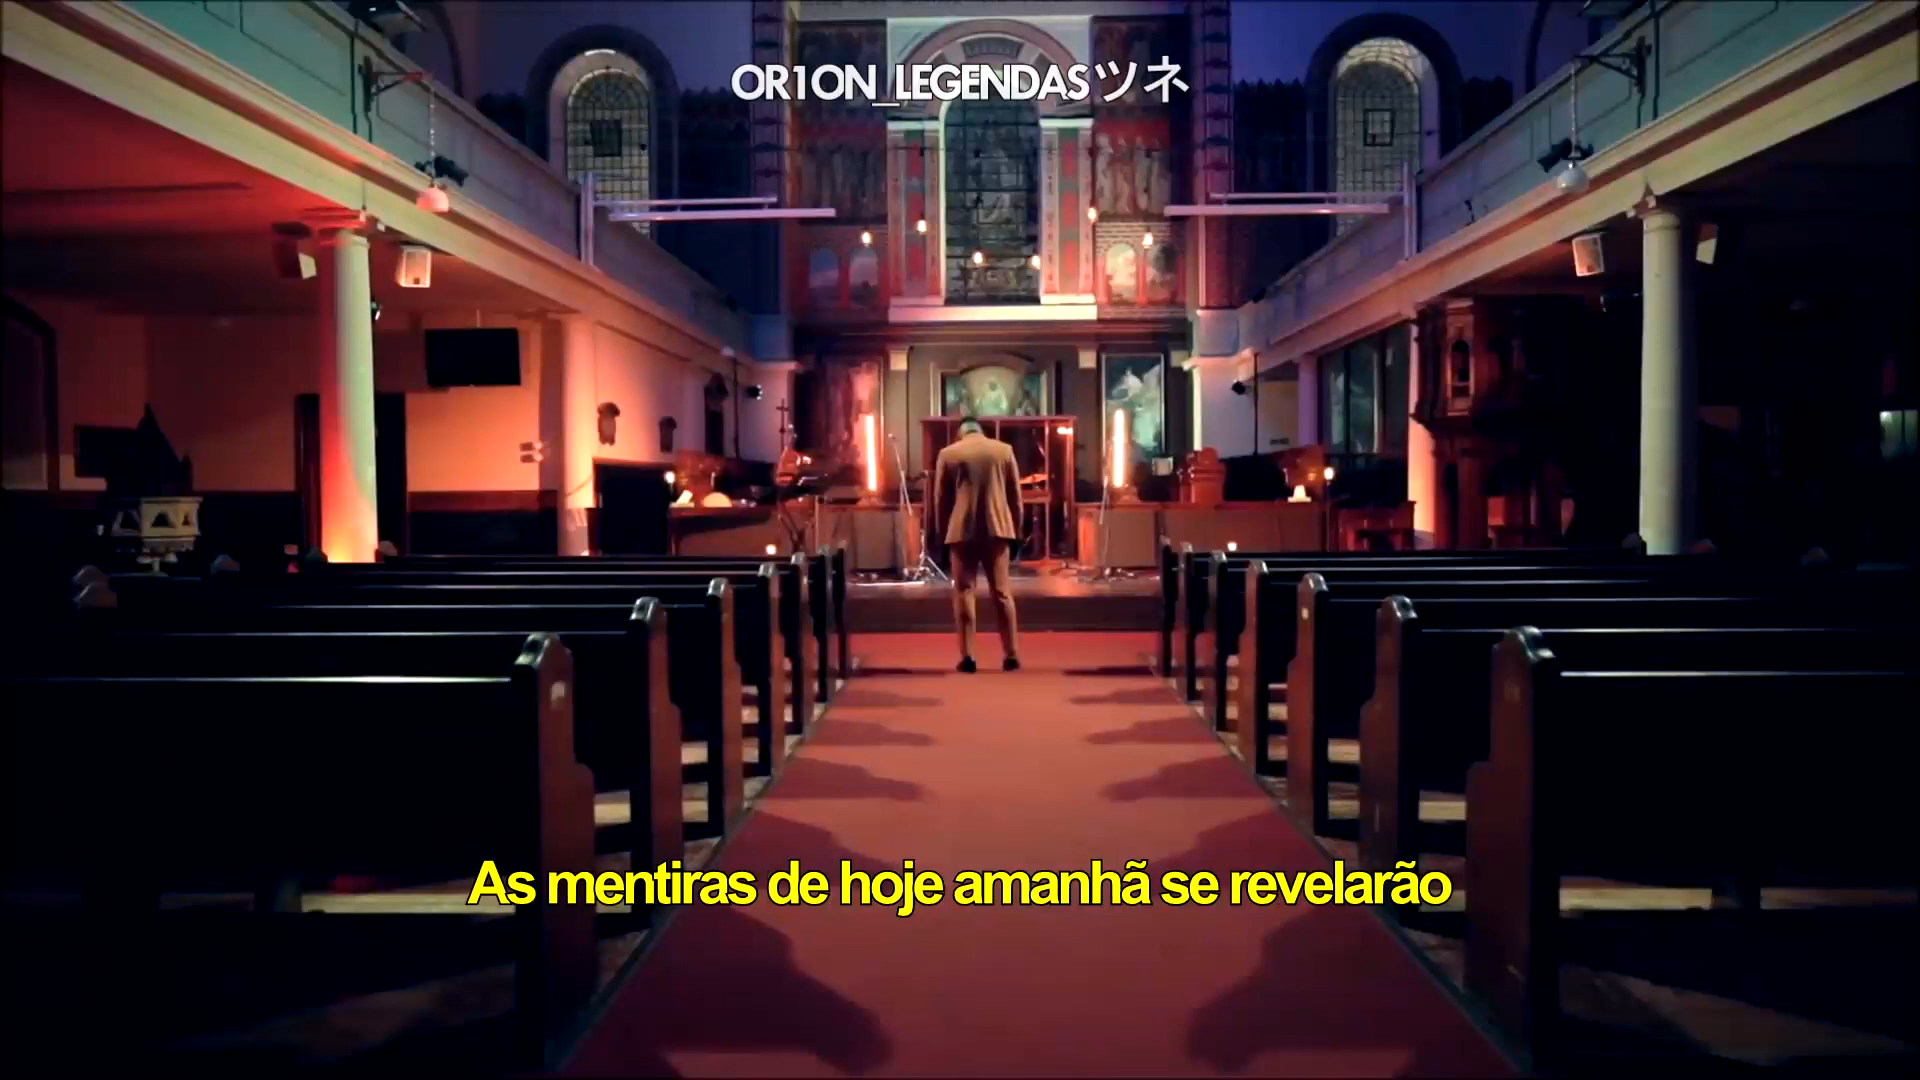 OR1ON_LEGENDASツネ
As mentiras de hoje amanhã se revelarão